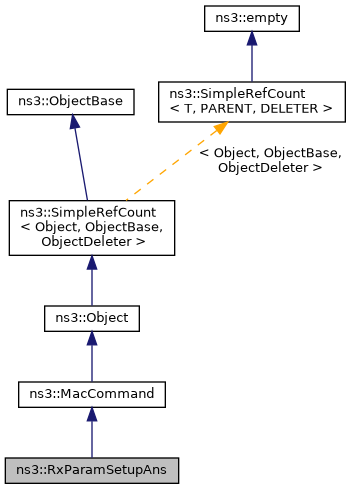 ns3::empty
ns3::ObjectBase
ns3::SimpleRefCount
< T, PARENT, DELETER >
< Object, ObjectBase,
ObjectDeleter >
ns3::SimpleRefCount
< Object, ObjectBase,
ObjectDeleter >
ns3::Object
ns3::MacCommand
ns3::RxParamSetupAns